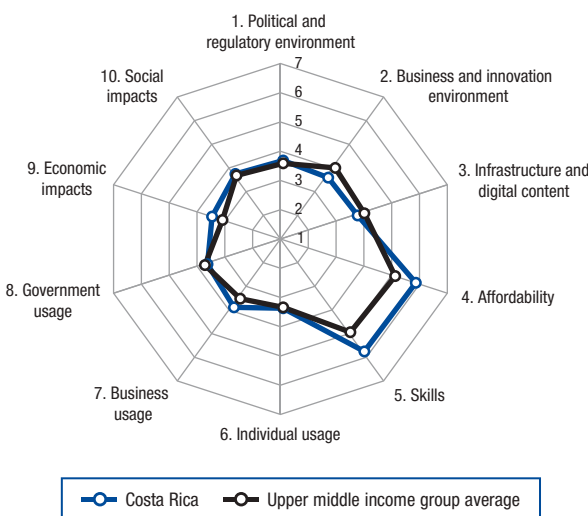 1. Political and
regulatory environment
2. Business and innovation
environment
3. Infrastructure and
digital content
4. Affordability
5. Skills
6. Individual usage
7. Business
usage
8. Government
usage
9. Economic
impacts
10. Social
impacts
7
6
5
4
3
2
1
Costa Rica
Upper middle income group average